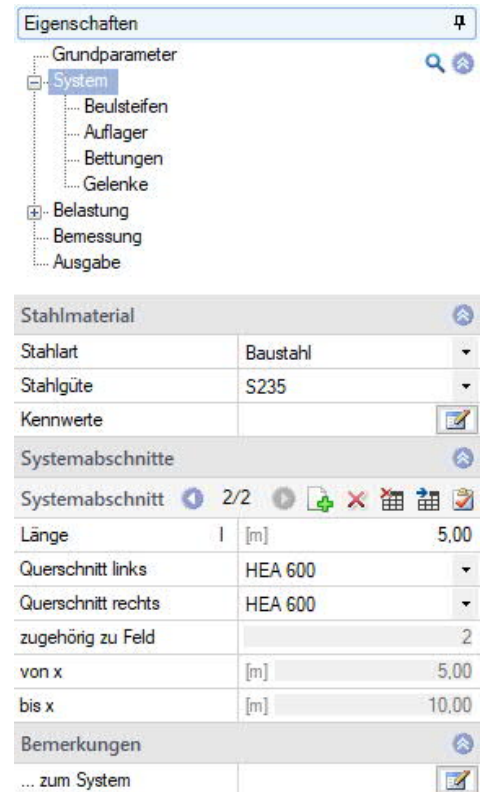 Eigenschaften
Grundparameter
System
Beulsteifen
Auflager
Bettungen
Gelenke
Belastung
Bemessung
Ausgabe
Stahlmaterial
Stahlart Baustahl
Stahlgüte S235
Kennwerte
Systemabschnitte
Systemabschnitt 2/2
Länge l [m] 5,00
Querschnitt links HEA 600
Querschnitt rechts HEA 600
zugehörig zu Feld 2
von x [m] 5,00
bis x [m] 10,00
Bemerkungen
... zum System